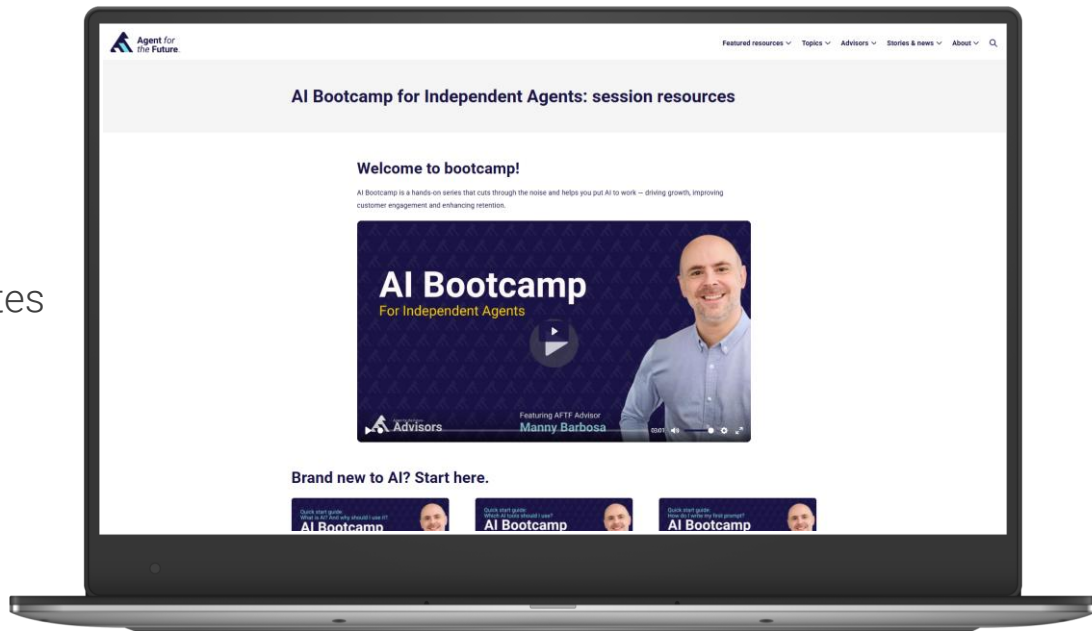 Agent for
the Future.
Featured resources
Topics
Advisors
Stories & news
About
AI Bootcamp for Independent Agents: session resources
Welcome to bootcamp!
AI Bootcamp is a hands-on series that cuts through the noise and helps you put AI to work — driving growth, improving
customer engagement and enhancing retention.
tes
AI Bootcamp
For Independent Agents
Advisors
Featuring AFTF Advisor
Manny Barbosa
Brand new to AI? Start here.
Quick start guide:
What is AI? And why should I use it?
AI Bootcamp
Quick start guide:
Which AI tools should I use?
AI Bootcamp
Quick start guide:
How do I write my first prompt?
AI Bootcamp